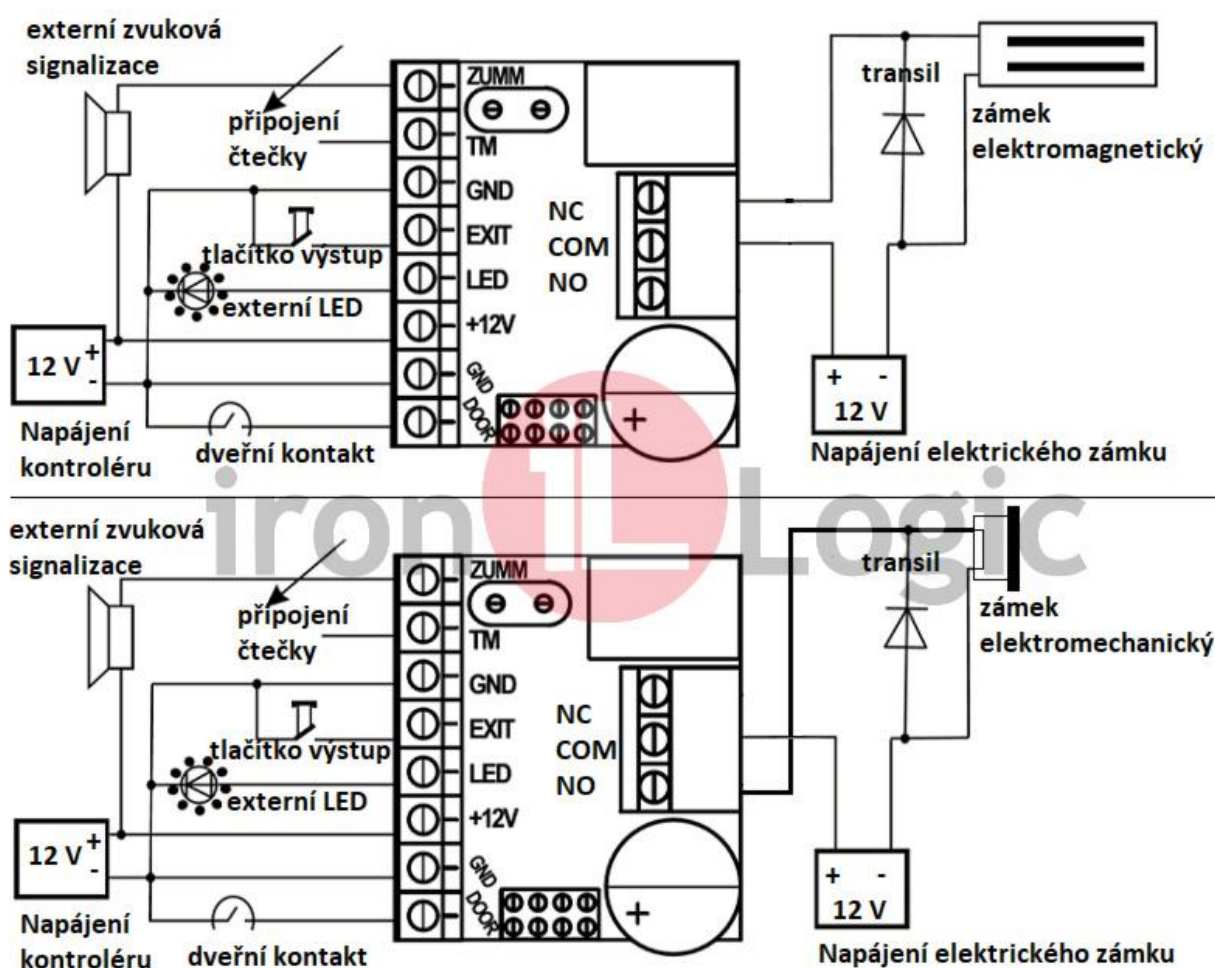 externí zvuková
signalizace
připojení
čtečky
tlačítko výstup
externí LED
12 V
+
-
Napájení
kontroléru
dveřní kontakt
ZUMM
TM
GND
EXIT
LED
+12V
GND
DOOR
NC
COM
NO
+
transil
zámek
elektromagnetický
+ -
12 V
Napájení elektrického zámku
iron Logic
externí zvuková
signalizace
připojení
čtečky
tlačítko výstup
externí LED
12 V
+
-
Napájení
kontroléru
dveřní kontakt
ZUMM
TM
GND
EXIT
LED
+12V
GND
DOOR
NC
COM
NO
+
transil
zámek
elektromechanický
+ -
12 V
Napájení elektrického zámku